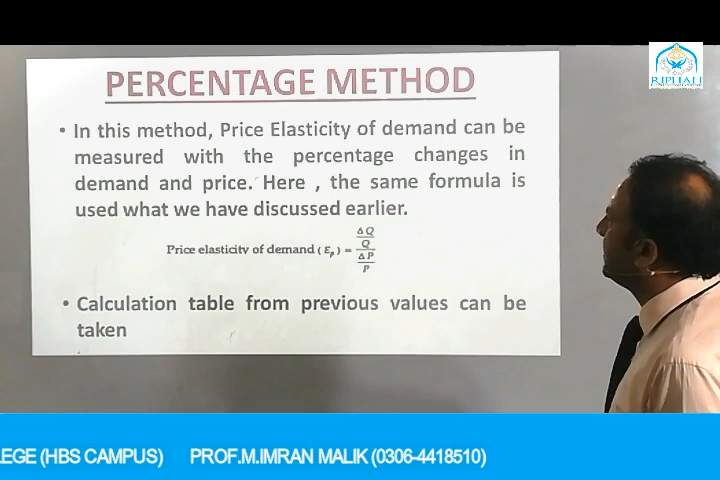 RIPHAH
PERCENTAGE METHOD
• In this method, Price Elasticity of demand can be
measured with the percentage changes in
demand and price. Here , the same formula is
used what we have discussed earlier.
Price elasticity of demand ( Eₚ ) = (ΔQ/Q)/(ΔP/P)
• Calculation table from previous values can be
taken
LEGE (HBS CAMPUS) PROF.M.IMRAN MALIK (0306-4418510)